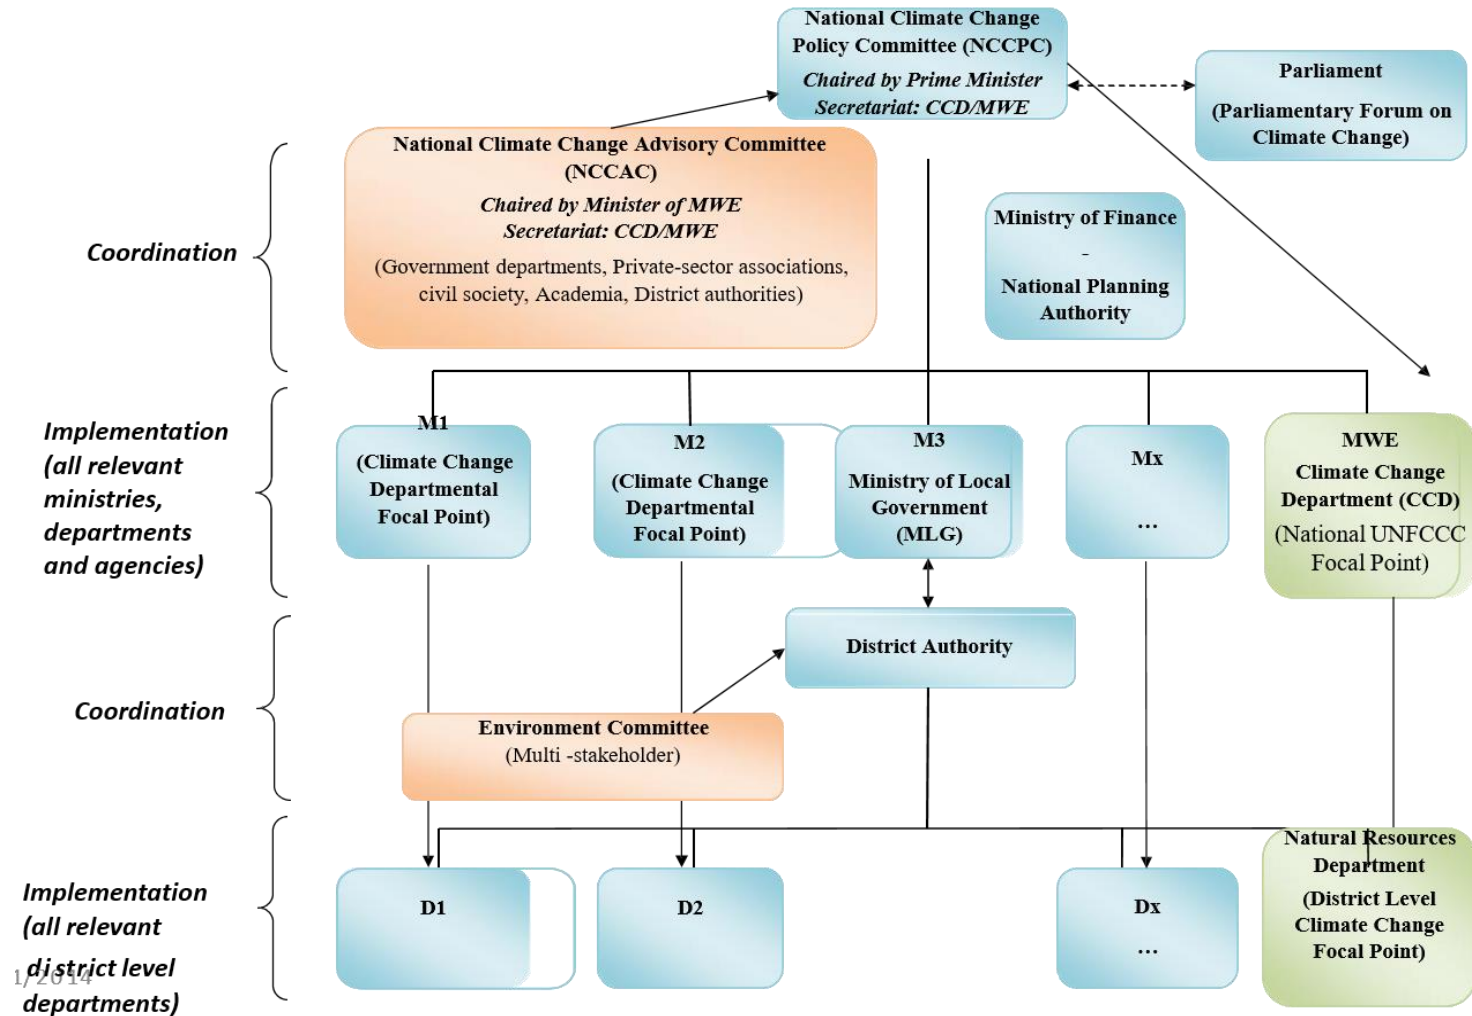 National Climate Change
Policy Committee (NCCPC)
Chaired by Prime Minister
Secretariat: CCD/MWE
Parliament
(Parliamentary Forum on
Climate Change)
National Climate Change Advisory Committee
(NCCAC)
Chaired by Minister of MWE
Secretariat: CCD/MWE
(Government departments, Private-sector associations,
civil society, Academia, District authorities)
Ministry of Finance
-
National Planning
Authority
Coordination
Implementation
(all relevant
ministries,
departments
and agencies)
M1
(Climate Change
Departmental
Focal Point)
M2
(Climate Change
Departmental
Focal Point)
M3
Ministry of Local
Government
(MLG)
Mx
...
MWE
Climate Change
Department (CCD)
(National UNFCCC
Focal Point)
Coordination
District Authority
Environment Committee
(Multi -stakeholder)
Implementation
(all relevant
district level
departments)
1/2014
D1
D2
Dx
...
Natural Resources
Department
(District Level
Climate Change
Focal Point)